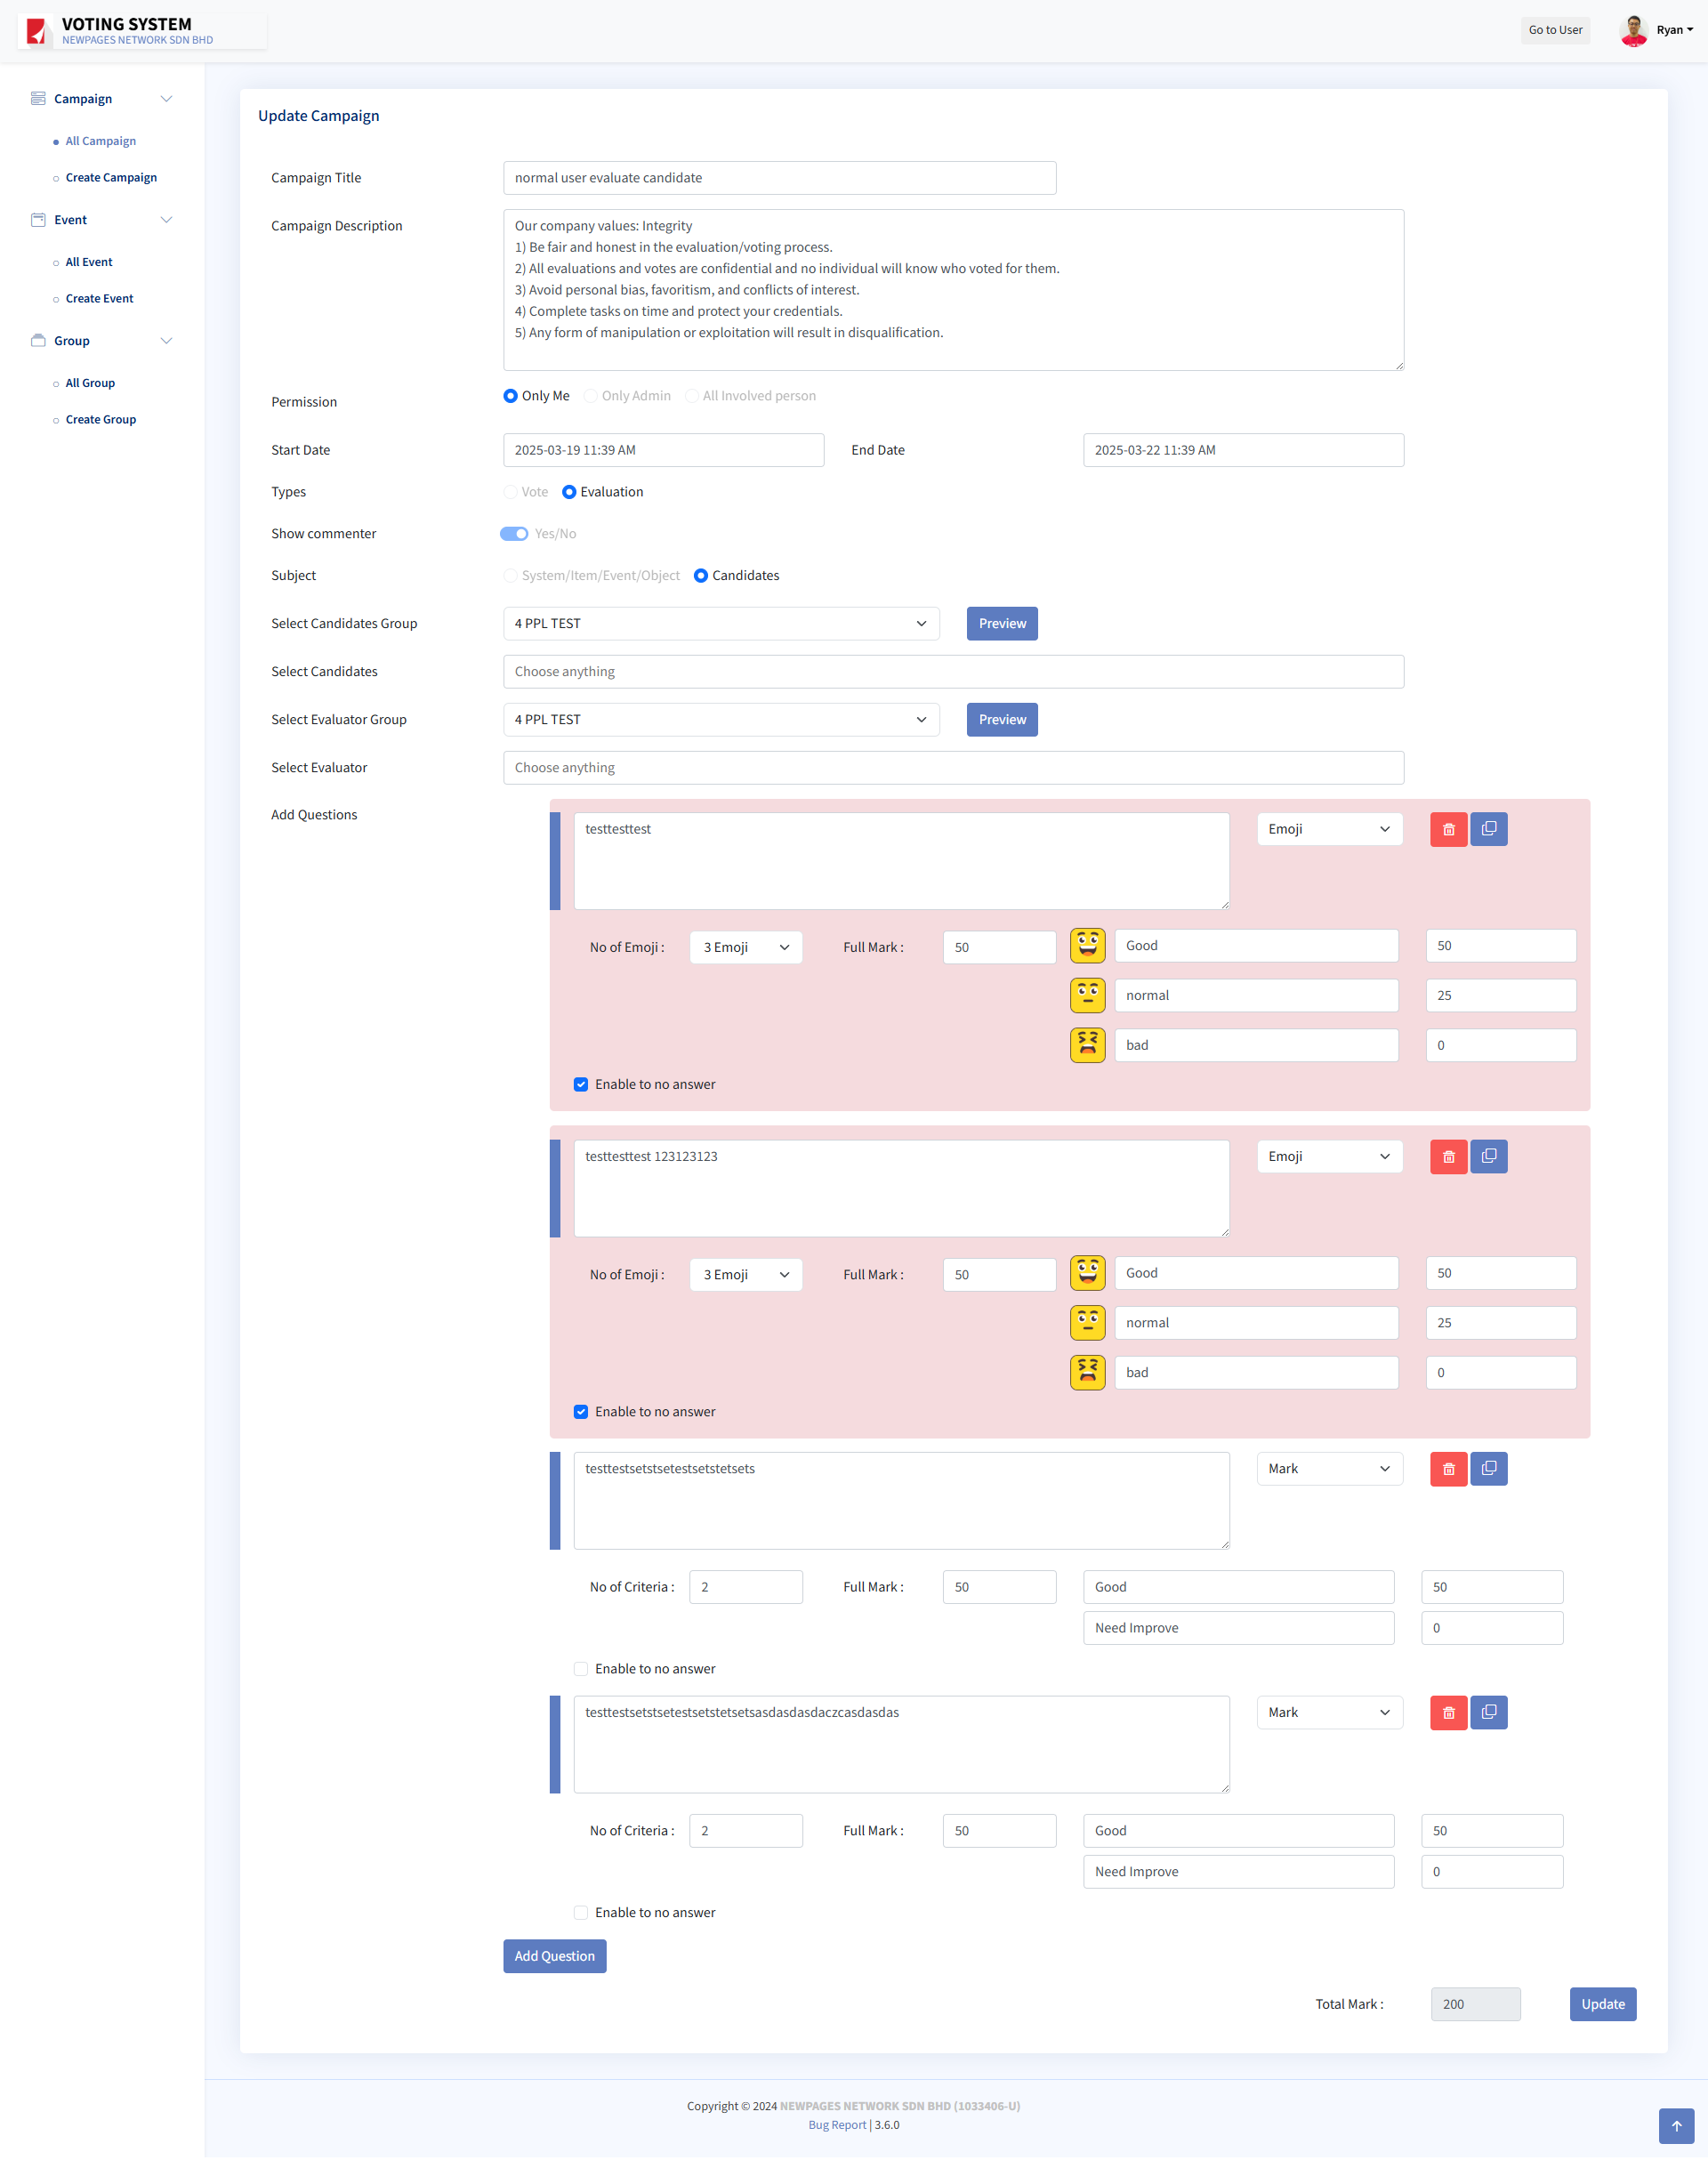 VOTING SYSTEM
NEWPAGES NETWORK SDN BHD
Go to User
Ryan
Campaign
All Campaign
Create Campaign
Event
All Event
Create Event
Group
All Group
Create Group
Update Campaign
Campaign Title
normal user evaluate candidate
Campaign Description
Our company values: Integrity
1) Be fair and honest in the evaluation/voting process.
2) All evaluations and votes are confidential and no individual will know who voted for them.
3) Avoid personal bias, favoritism, and conflicts of interest.
4) Complete tasks on time and protect your credentials.
5) Any form of manipulation or exploitation will result in disqualification.
Permission
Only Me Only Admin All Involved person
Start Date 2025-03-19 11:39 AM End Date 2025-03-22 11:39 AM
Types Vote Evaluation
Show commenter Yes/No
Subject System/Item/Event/Object Candidates
Select Candidates Group 4 PPL TEST Preview
Select Candidates Choose anything
Select Evaluator Group 4 PPL TEST Preview
Select Evaluator Choose anything
Add Questions
testtesttest Emoji
No of Emoji : 3 Emoji Full Mark : 50 Good 50
normal 25
bad 0
Enable to no answer
testtesttest 123123123 Emoji
No of Emoji : 3 Emoji Full Mark : 50 Good 50
normal 25
bad 0
Enable to no answer
testtestsetstsetestsetstetsets Mark
No of Criteria : 2 Full Mark : 50 Good 50
Need Improve 0
Enable to no answer
testtestsetstsetestsetstetsetsasdasdasdaczcasdasdas Mark
No of Criteria : 2 Full Mark : 50 Good 50
Need Improve 0
Enable to no answer
Add Question
Total Mark : 200 Update
Copyright © 2024 NEWPAGES NETWORK SDN BHD (1033406-U)
Bug Report | 3.6.0